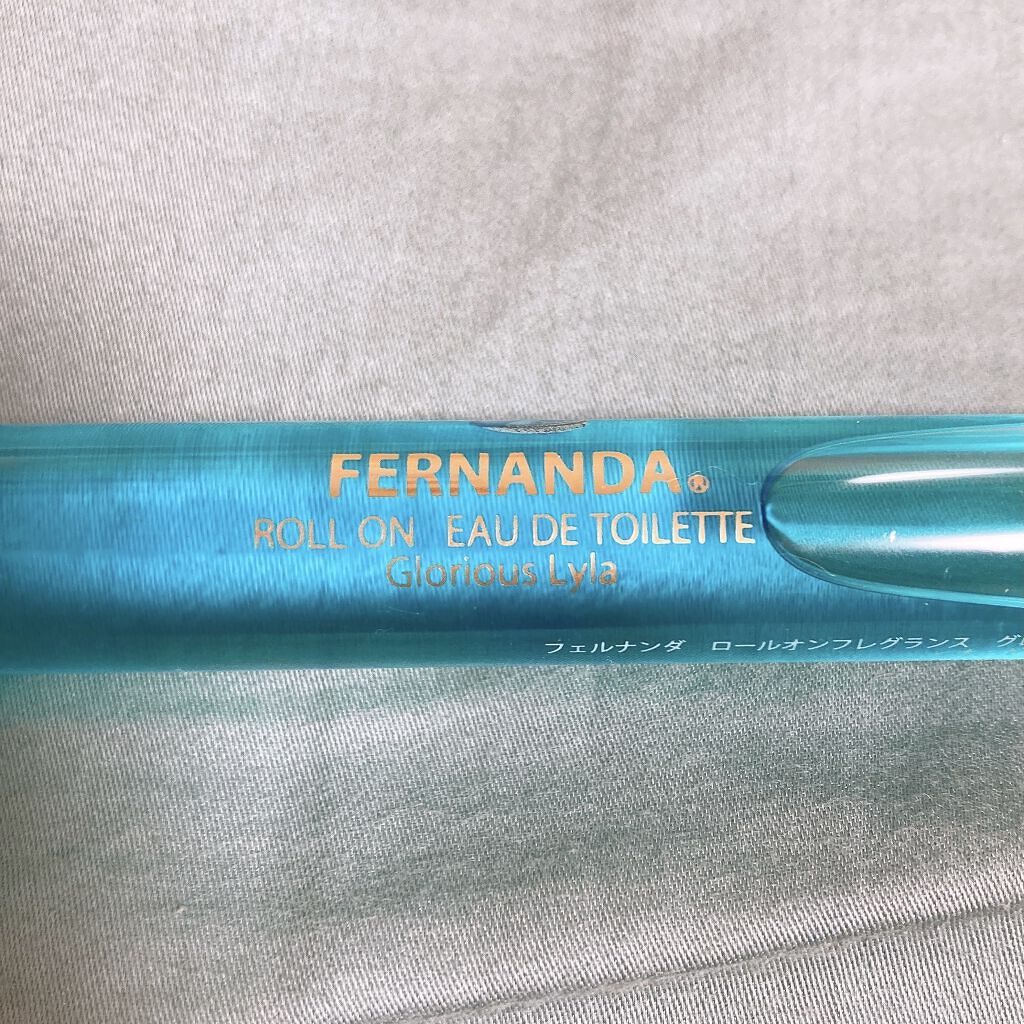 FERNANDA®
ROLL ON EAU DE TOILETTE
Glorious Lyla
フェルナンダ ロールオンフレグランス